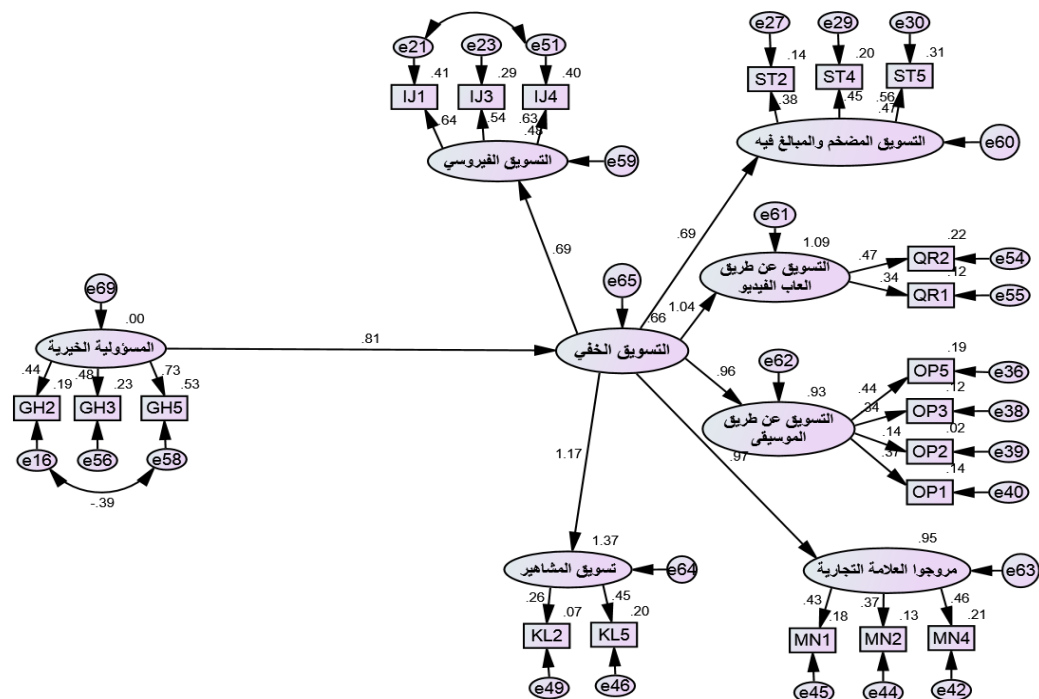 e21
e23
e51
.41
.29
.40
IJ1
IJ3
IJ4
.64
.54
.63
.48
التسويق الفيروسي
e59
e27
e29
e30
.14
.20
.31
ST2
ST4
ST5
.38
.45
.56
.47
التسويق المضخم والمبالغ فيه
e60
.69
.69
e61
1.09
التسويق عن طريق
العاب الفيديو
.47
.34
.22
QR2
e54
.12
QR1
e55
e69
.00
المسؤولية الخيرية
.44
.48
.73
.19
.23
.53
GH2
GH3
GH5
e16
e56
e58
-.39
.81
e65
.66
التسويق الخفي
1.04
.96
e62
.93
التسويق عن طريق
الموسيقى
.44
.34
.14
.37
.19
OP5
e36
.12
OP3
e38
.02
OP2
e39
.14
OP1
e40
1.17
.97
1.37
تسويق المشاهير
e64
.26
.45
.07
.20
KL2
KL5
e49
e46
.95
مروجوا العلامة التجارية
e63
.43
.37
.46
.18
.13
.21
MN1
MN2
MN4
e45
e44
e42